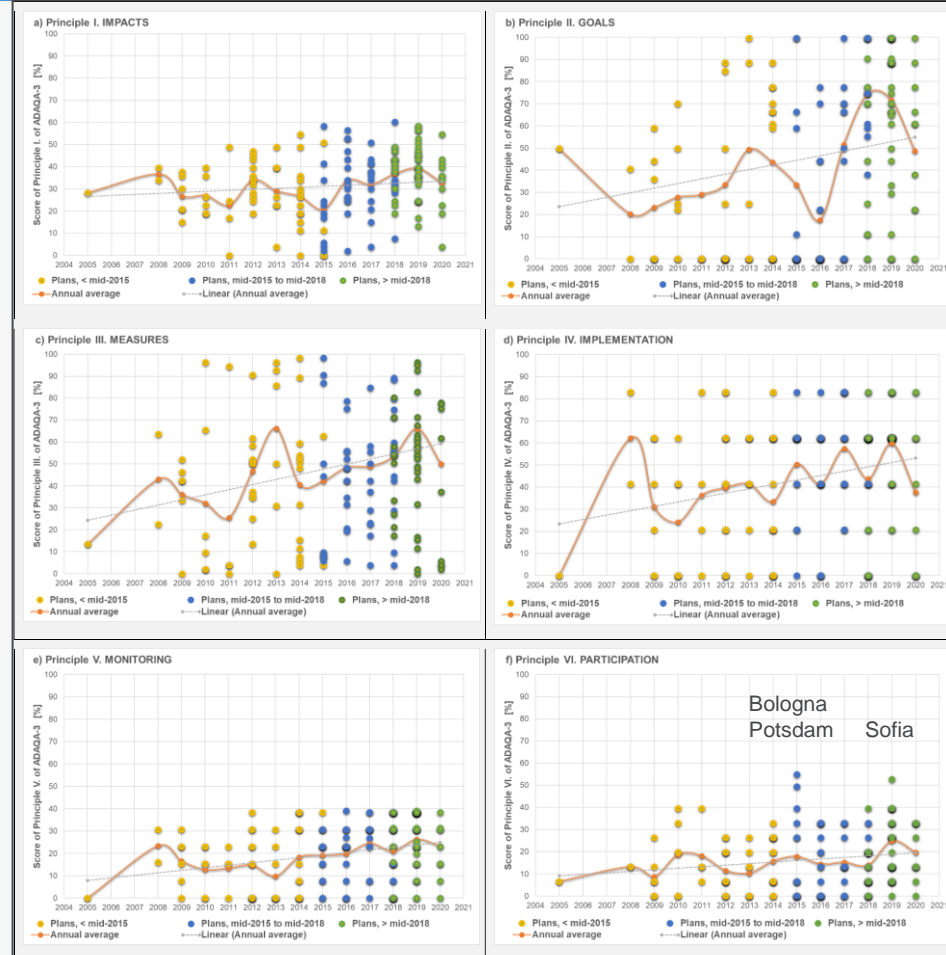 a) Principle I. IMPACTS
Score of Principle I. of ADAQA-3 [%]
100
90
80
70
60
50
40
30
20
10
0
2004 2005 2006 2007 2008 2009 2010 2011 2012 2013 2014 2015 2016 2017 2018 2019 2020 2021
Plans, < mid-2015 Plans, mid-2015 to mid-2018 Plans, > mid-2018
Annual average Linear (Annual average)
b) Principle II. GOALS
Score of Principle II. of ADAQA-3 [%]
100
90
80
70
60
50
40
30
20
10
0
2004 2005 2006 2007 2008 2009 2010 2011 2012 2013 2014 2015 2016 2017 2018 2019 2020 2021
Plans, < mid-2015 Plans, mid-2015 to mid-2018 Plans, > mid-2018
Annual average Linear (Annual average)
c) Principle III. MEASURES
Score of Principle III. of ADAQA-3 [%]
100
90
80
70
60
50
40
30
20
10
0
2004 2005 2006 2007 2008 2009 2010 2011 2012 2013 2014 2015 2016 2017 2018 2019 2020 2021
Plans, < mid-2015 Plans, mid-2015 to mid-2018 Plans, > mid-2018
Annual average Linear (Annual average)
d) Principle IV. IMPLEMENTATION
Score of Principle IV. of ADAQA-3 [%]
100
90
80
70
60
50
40
30
20
10
0
2004 2005 2006 2007 2008 2009 2010 2011 2012 2013 2014 2015 2016 2017 2018 2019 2020 2021
Plans, < mid-2015 Plans, mid-2015 to mid-2018 Plans, > mid-2018
Annual average Linear (Annual average)
e) Principle V. MONITORING
Score of Principle V. of ADAQA-3 [%]
100
90
80
70
60
50
40
30
20
10
0
2004 2005 2006 2007 2008 2009 2010 2011 2012 2013 2014 2015 2016 2017 2018 2019 2020 2021
Plans, < mid-2015 Plans, mid-2015 to mid-2018 Plans, > mid-2018
Annual average Linear (Annual average)
f) Principle VI. PARTICIPATION
Score of Principle VI. of ADAQA-3 [%]
100
90
80
70
60
50
40
30
20
10
0
Bologna
Potsdam Sofia
2004 2005 2006 2007 2008 2009 2010 2011 2012 2013 2014 2015 2016 2017 2018 2019 2020 2021
Plans, < mid-2015 Plans, mid-2015 to mid-2018 Plans, > mid-2018
Annual average Linear (Annual average)